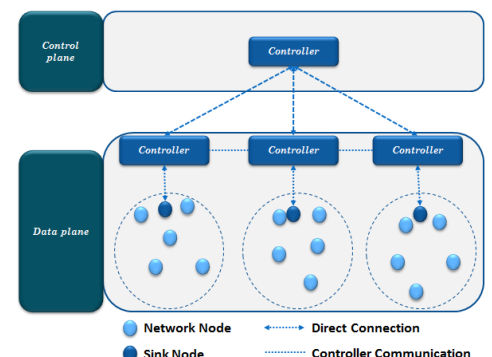 Control
plane
Controller
Controller
Controller
Controller
Data plane
Network Node
Direct Connection
Sink Node
Controller Communication